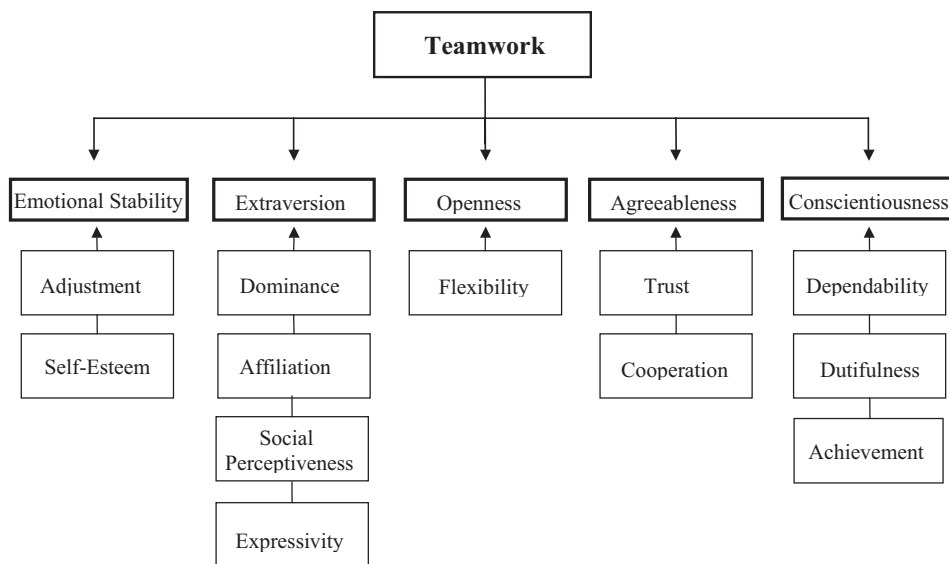 Teamwork
Emotional Stability
Extraversion
Openness
Agreeableness
Conscientiousness
Adjustment
Dominance
Flexibility
Trust
Dependability
Self-Esteem
Affiliation
Cooperation
Dutifulness
Social
Perceptiveness
Achievement
Expressivity